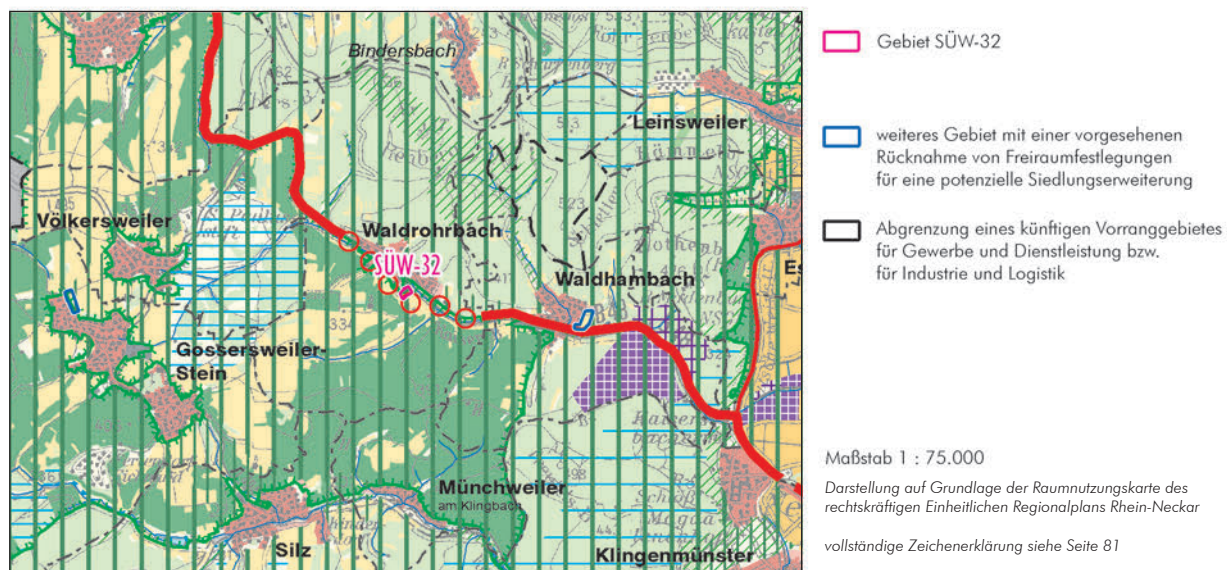 Bindersbach
Leinsweiler
Völkersweiler
Waldrohrbach
SÜW-32
Waldhambach
Gossersweiler-
Stein
Münchweiler
am Klingbach
Silz
Klingenmünster
Gebiet SÜW-32
weiteres Gebiet mit einer vorgesehenen
Rücknahme von Freiraumfestlegungen
für eine potenzielle Siedlungserweiterung
Abgrenzung eines künftigen Vorranggebietes
für Gewerbe und Dienstleistung bzw.
für Industrie und Logistik
Maßstab 1 : 75.000
Darstellung auf Grundlage der Raumnutzungskarte des
rechtskräftigen Einheitlichen Regionalplans Rhein-Neckar
vollständige Zeichenerklärung siehe Seite 81